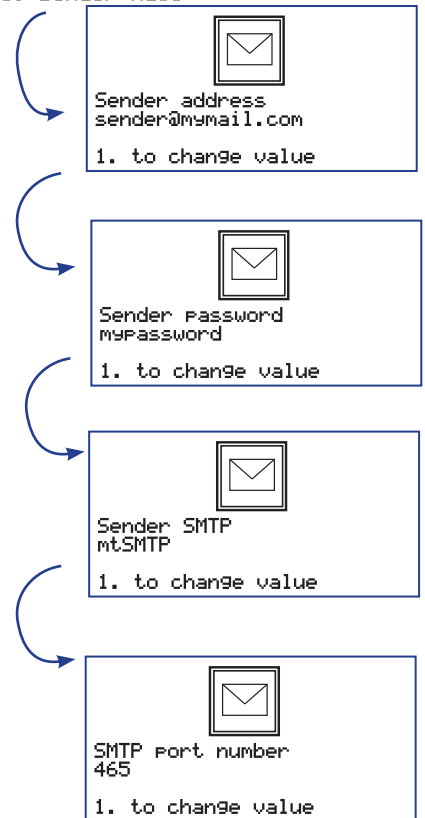 Sender address
sender@mymail.com
1. to change value
Sender password
mypassword
1. to change value
Sender SMTP
mtSMTP
1. to change value
SMTP port number
465
1. to change value